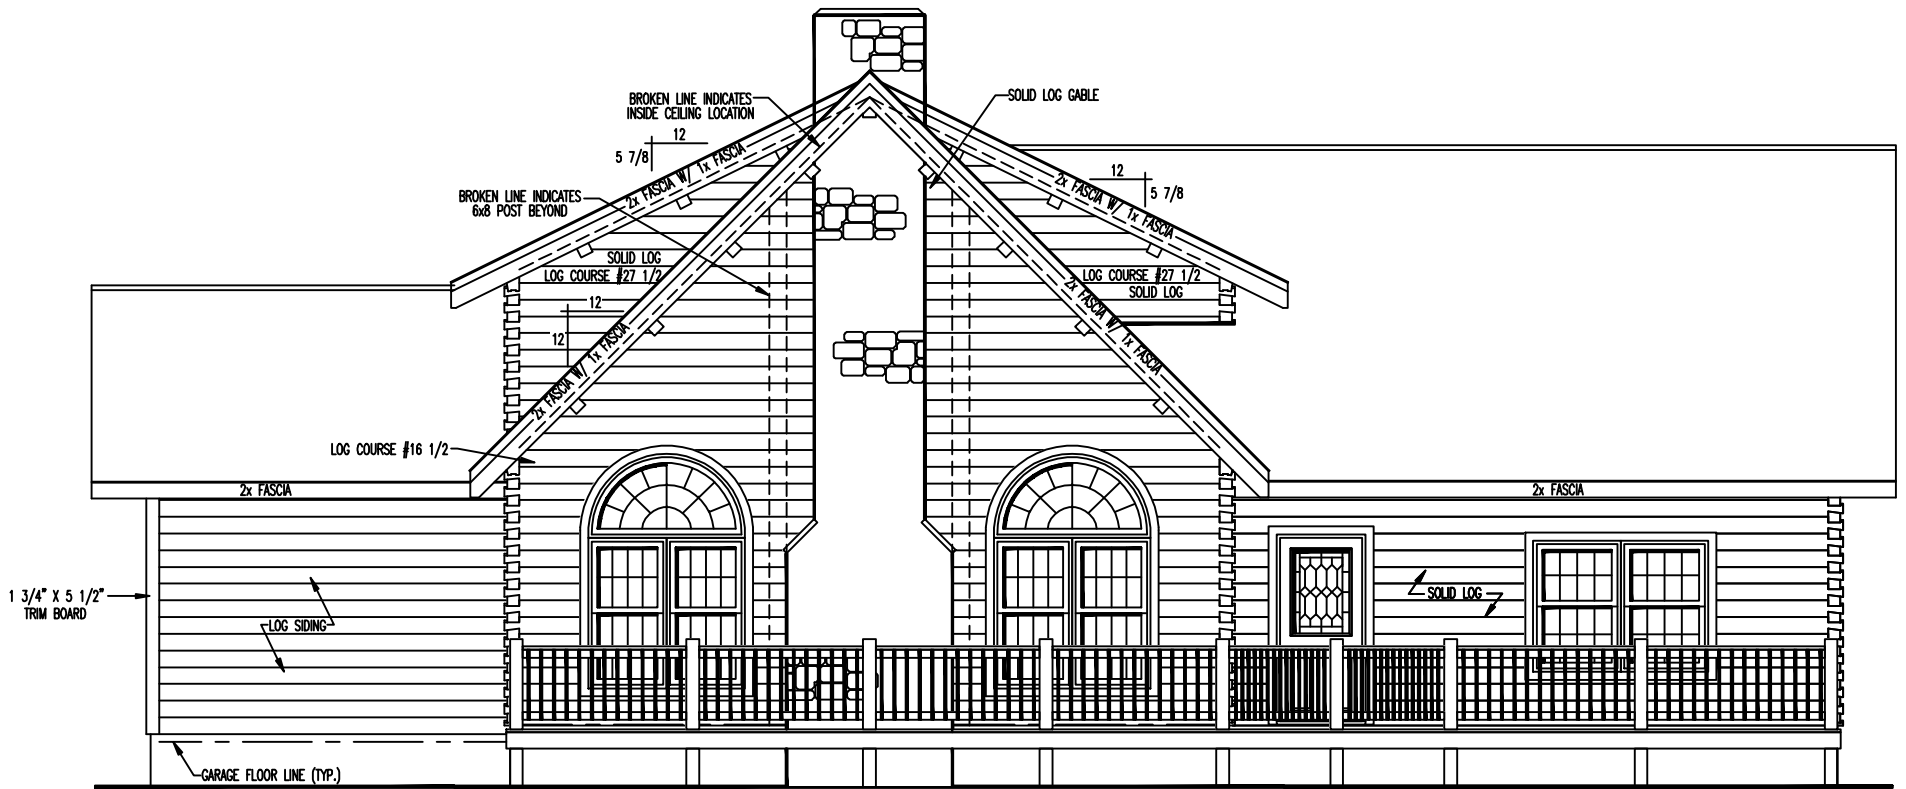 BROKEN LINE INDICATES
INSIDE CEILING LOCATION
SOLID LOG GABLE
12
5 7/8
2x FASCIA W/ 1x FASCIA
12
5 7/8
2x FASCIA W/ 1x FASCIA
BROKEN LINE INDICATES
6x8 POST BEYOND
SOLID LOG
LOG COURSE #27 1/2
LOG COURSE #27 1/2
SOLID LOG
12
12
2x FASCIA W/ 1x FASCIA
2x FASCIA W/ 1x FASCIA
LOG COURSE #16 1/2
2x FASCIA
2x FASCIA
1 3/4" X 5 1/2"
TRIM BOARD
LOG SIDING
SOLID LOG
GARAGE FLOOR LINE (TYP.)